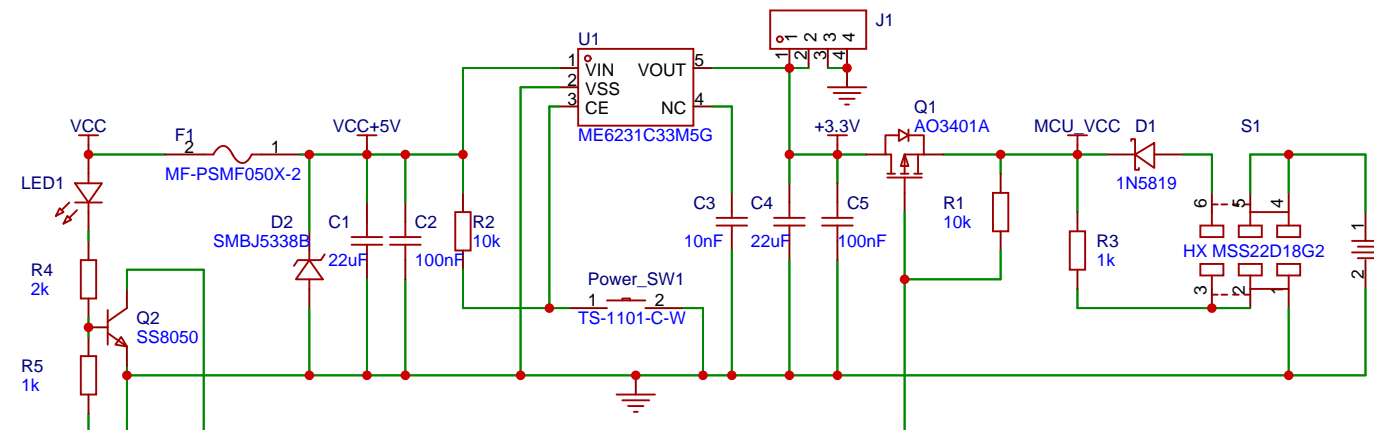 J1
1 2 3 4
1 2 3 4
U1
1 VIN VOUT 5
2 VSS
3 CE NC 4
ME6231C33M5G
VCC
F1
2 1
MF-PSMF050X-2
VCC+5V
+3.3V
Q1
AO3401A
MCU_VCC
D1
1N5819
S1
LED1
D2
SMBJ5338B
C1
22uF
C2
100nF
R2
10k
C3
10nF
C4
22uF
C5
100nF
R1
10k
R3
1k
6 5 4
HX MSS22D18G2
3 2 1
1
2
R4
2k
Q2
SS8050
R5
1k
Power_SW1
1 2
TS-1101-C-W